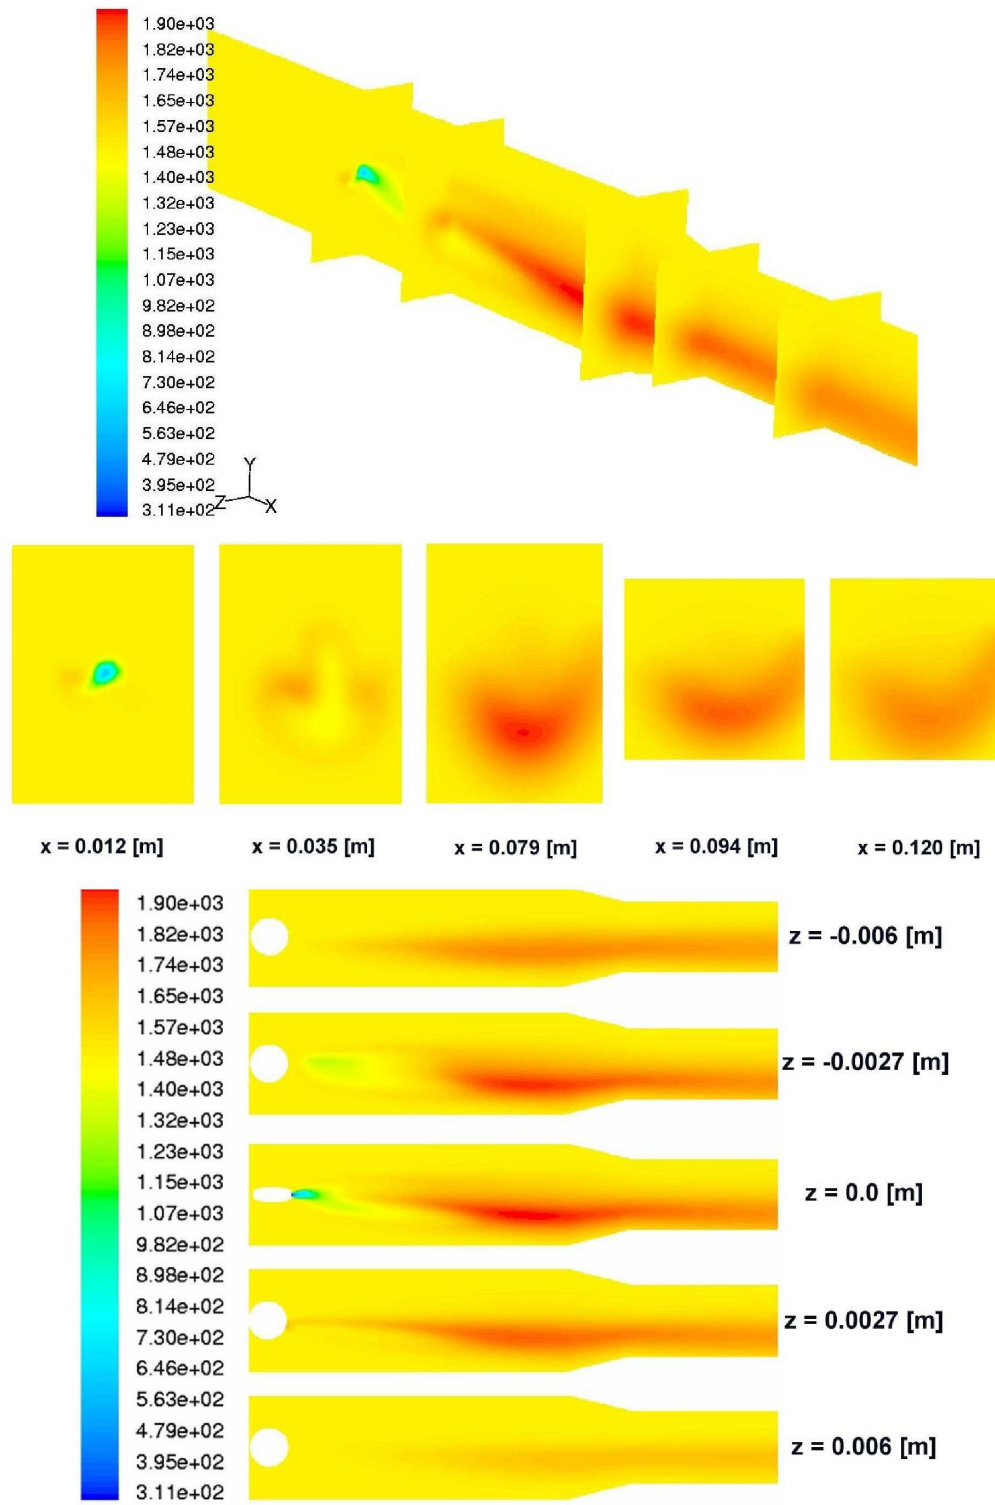 1.90e+03
1.82e+03
1.74e+03
1.65e+03
1.57e+03
1.48e+03
1.40e+03
1.32e+03
1.23e+03
1.15e+03
1.07e+03
9.82e+02
8.98e+02
8.14e+02
7.30e+02
6.46e+02
5.63e+02
4.79e+02
3.95e+02
3.11e+02
Y
Z X
x = 0.012 [m] x = 0.035 [m] x = 0.079 [m] x = 0.094 [m] x = 0.120 [m]
1.90e+03
1.82e+03
1.74e+03
1.65e+03
1.57e+03
1.48e+03
1.40e+03
1.32e+03
1.23e+03
1.15e+03
1.07e+03
9.82e+02
8.98e+02
8.14e+02
7.30e+02
6.46e+02
5.63e+02
4.79e+02
3.95e+02
3.11e+02
z = -0.006 [m]
z = -0.0027 [m]
z = 0.0 [m]
z = 0.0027 [m]
z = 0.006 [m]